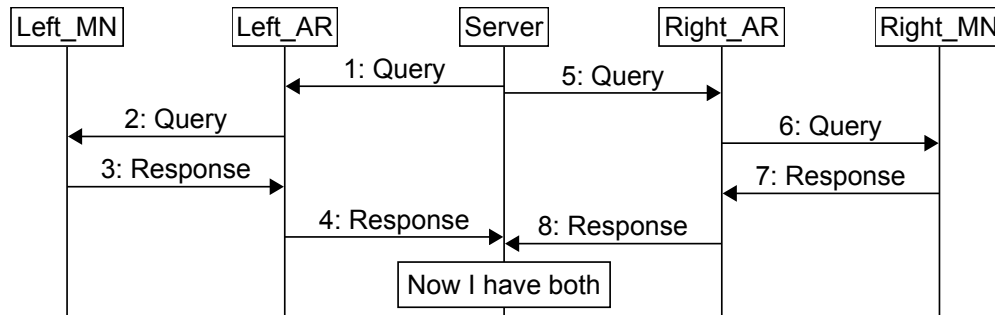 Left_MN
Left_AR
Server
Right_AR
Right_MN
1: Query
5: Query
2: Query
6: Query
3: Response
7: Response
4: Response
8: Response
Now I have both